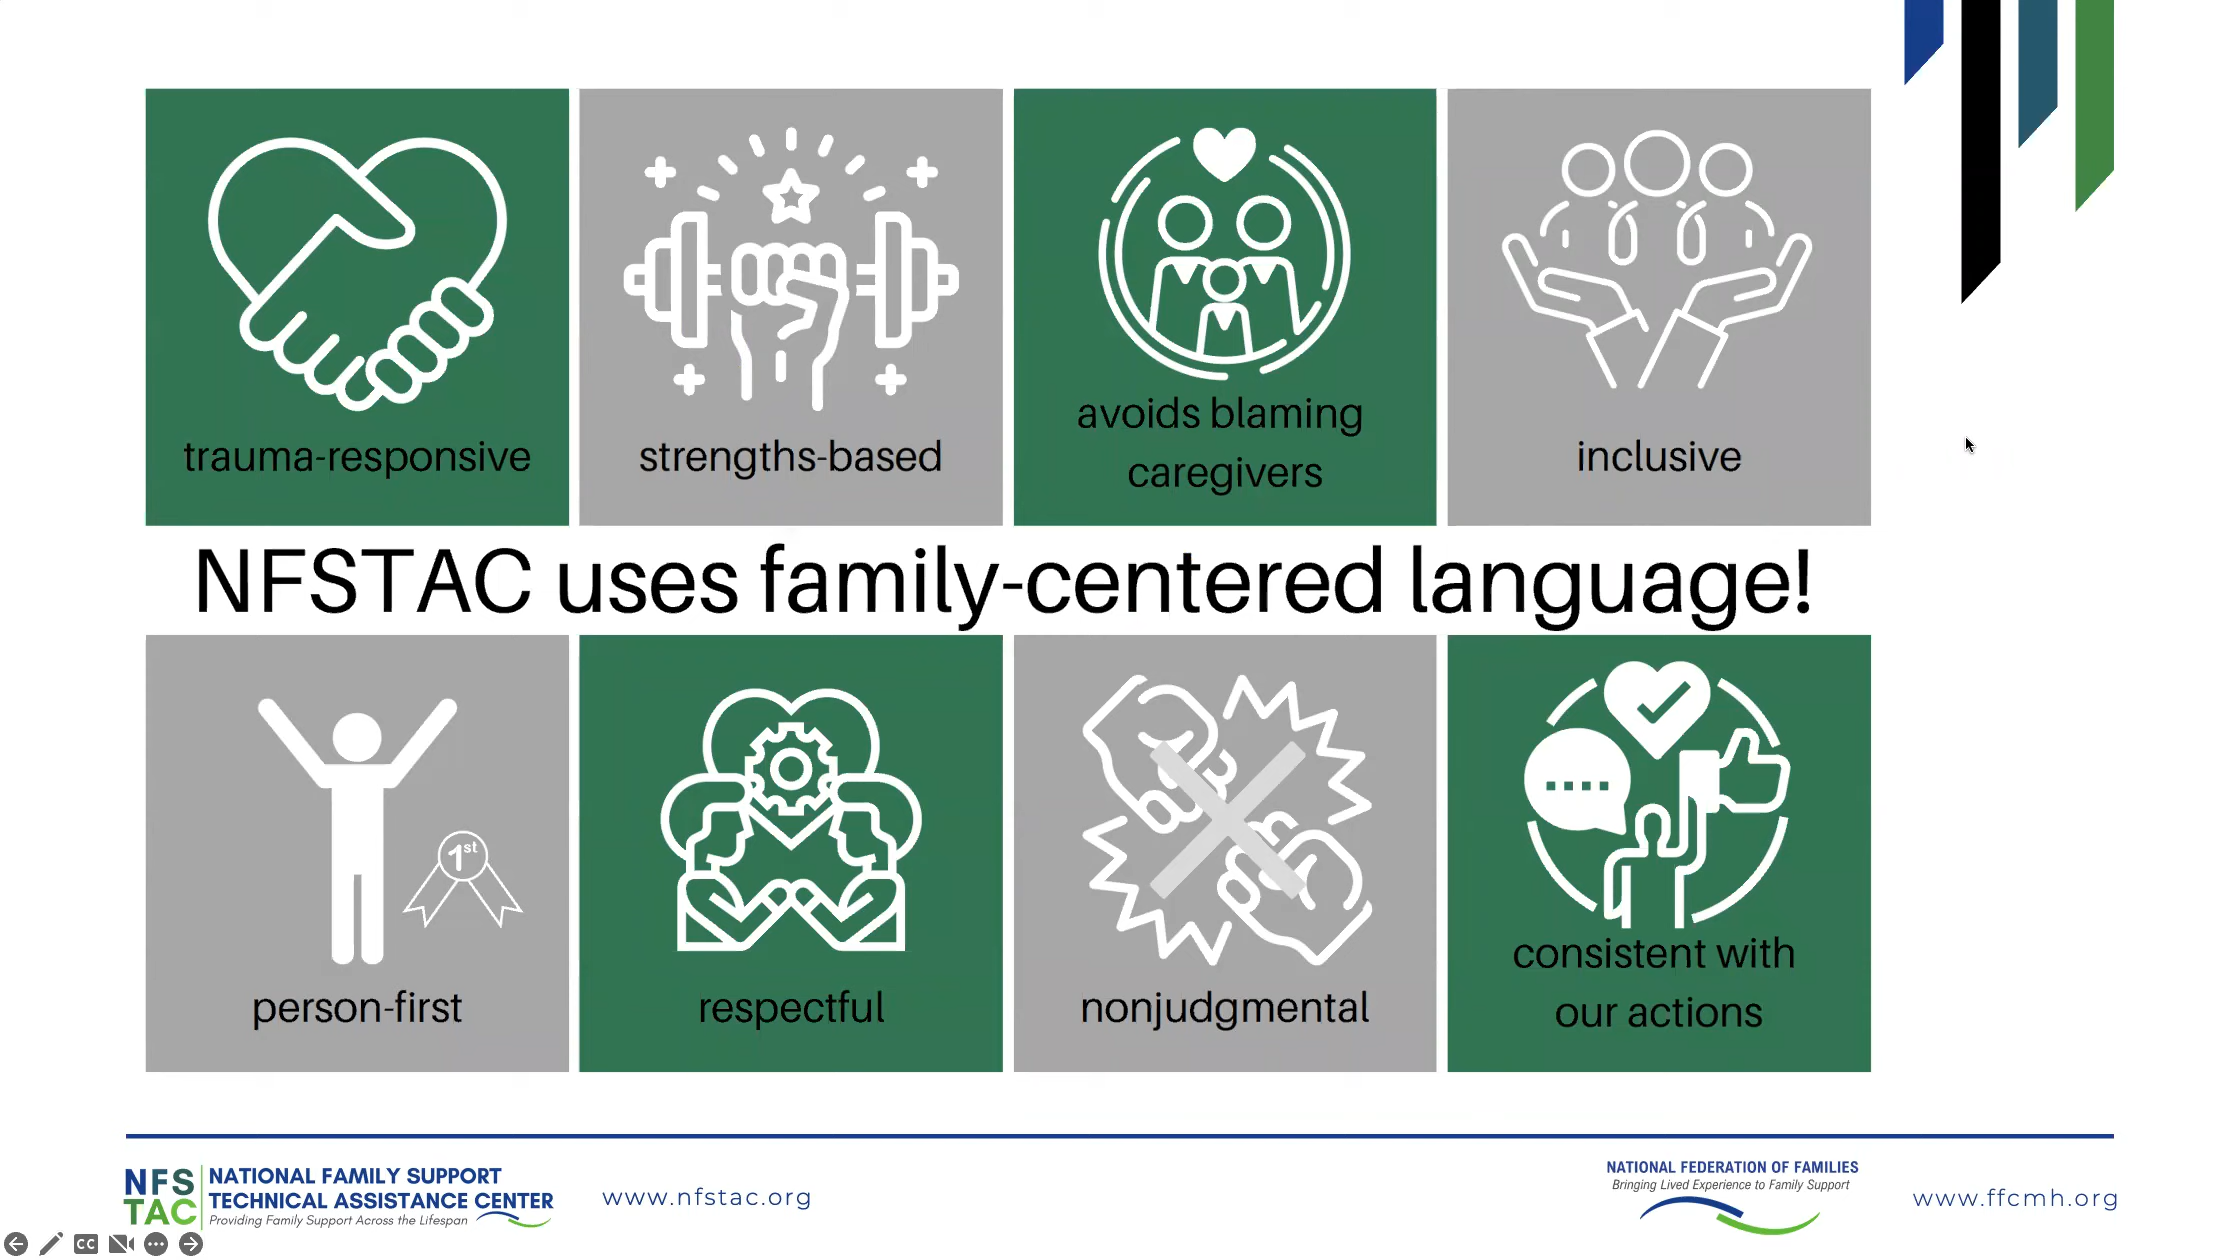 trauma-responsive
strengths-based
avoids blaming
caregivers
inclusive
NFSTAC uses family-centered language!
1st
person-first
respectful
nonjudgmental
consistent with
our actions
NFS
TAC
NATIONAL FAMILY SUPPORT
TECHNICAL ASSISTANCE CENTER
Providing Family Support Across the Lifespan
www.nfstac.org
NATIONAL FEDERATION OF FAMILIES
Bringing Lived Experience to Family Support
www.ffcmh.org
CC